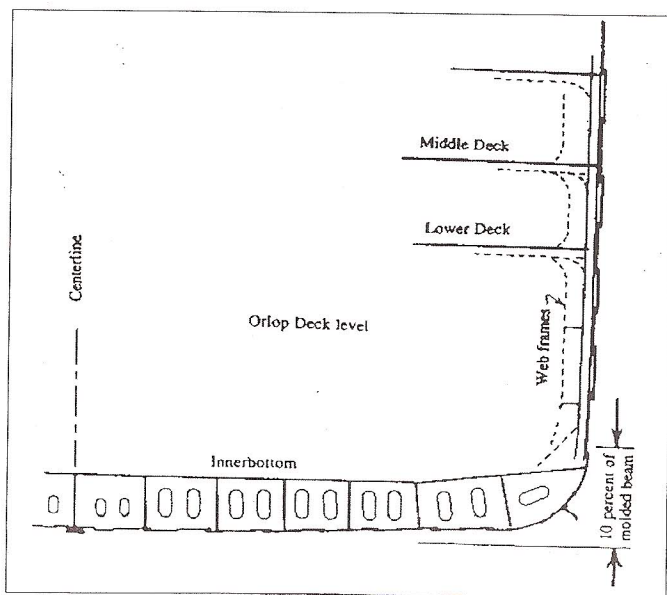 Middle Deck
Lower Deck
Centerline
Orlop Deck level
Web frames
Innerbottom
10 percent of
molded beam